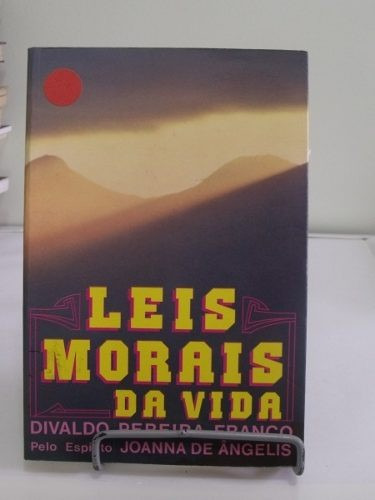 LEIS
MORAIS
DA VIDA
DIVALDO PEREIRA FRANCO
Pelo Espírito JOANNA DE ÂNGELIS